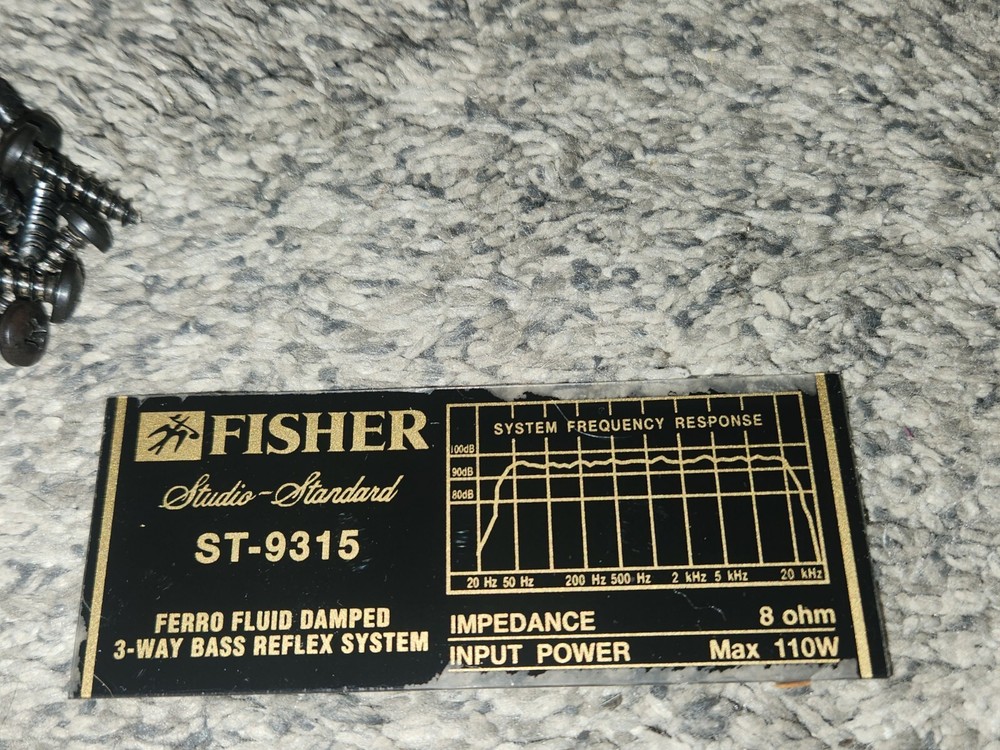 FISHER
Studio-Standard
ST-9315
FERRO FLUID DAMPED
3-WAY BASS REFLEX SYSTEM
SYSTEM FREQUENCY RESPONSE
100dB
90dB
80dB
20 Hz 50 Hz 200 Hz 500 Hz 2 kHz 5 kHz 20 kHz
IMPEDANCE 8 ohm
INPUT POWER Max 110W